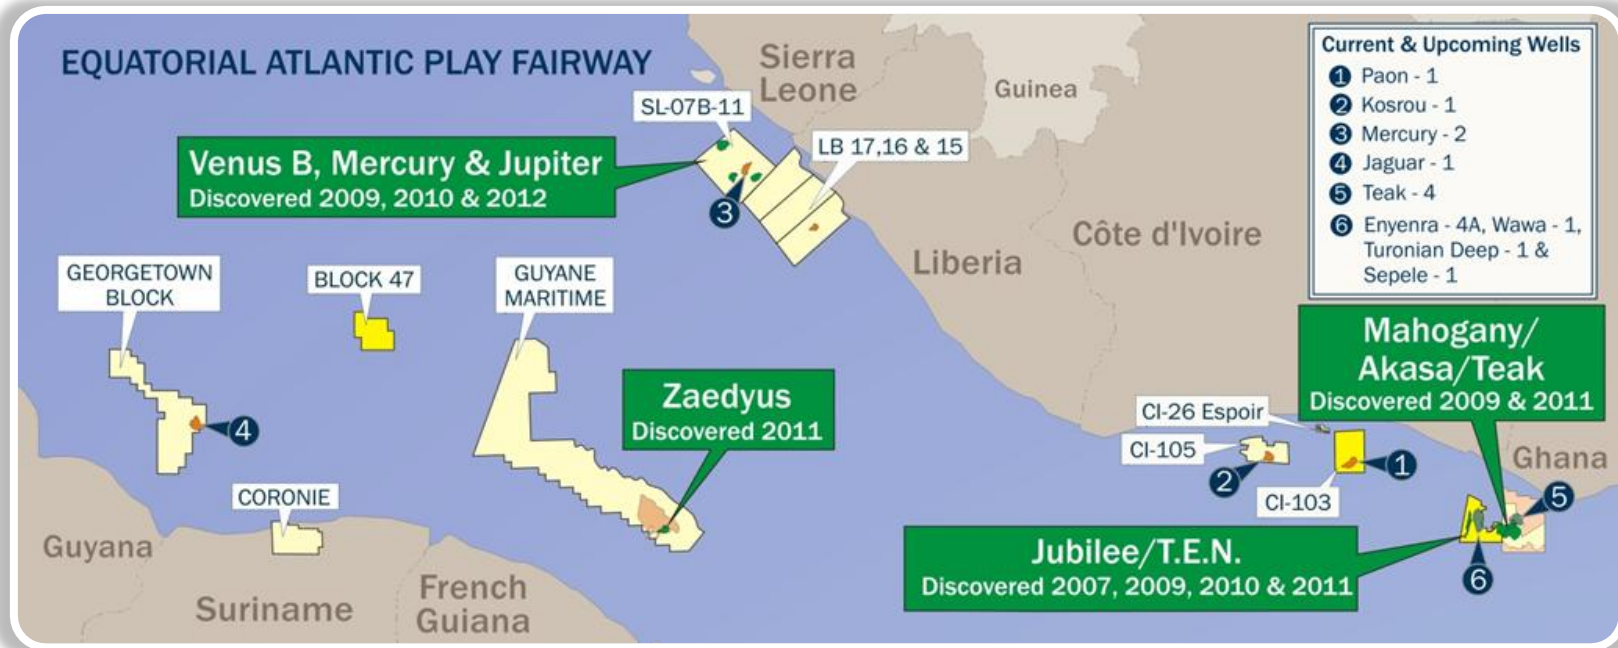 EQUATORIAL ATLANTIC PLAY FAIRWAY
Sierra
Leone
Guinea
Current & Upcoming Wells
1 Paon - 1
2 Kosrou - 1
3 Mercury - 2
4 Jaguar - 1
5 Teak - 4
6 Enyenra - 4A, Wawa - 1,
Turonian Deep - 1 &
Sepele - 1
SL-07B-11
LB 17,16 & 15
Venus B, Mercury & Jupiter
Discovered 2009, 2010 & 2012
3
Liberia
Côte d'Ivoire
GEORGETOWN
BLOCK
BLOCK 47
GUYANE
MARITIME
Mahogany/
Akasa/Teak
Discovered 2009 & 2011
Zaedyus
Discovered 2011
4
CI-26 Espoir
CI-105
2
1
CI-103
Ghana
5
CORONIE
Guyana
Suriname
French
Guiana
Jubilee/T.E.N.
Discovered 2007, 2009, 2010 & 2011
6